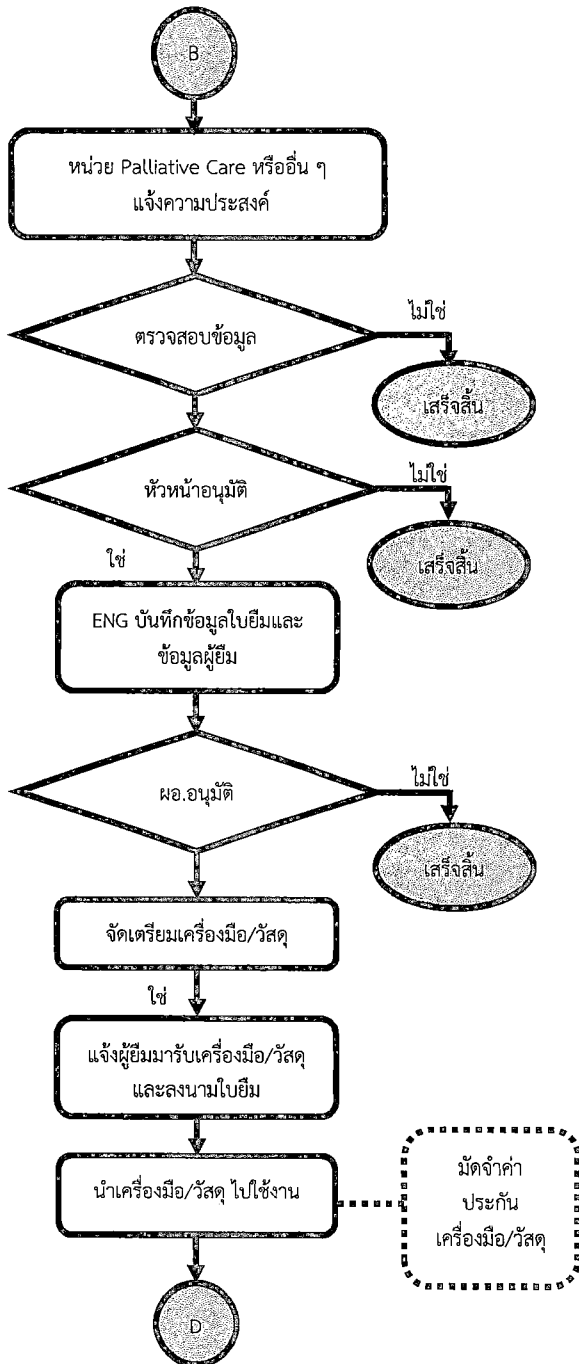 B
หน่วย Palliative Care หรืออื่น ๆ
แจ้งความประสงค์
ตรวจสอบข้อมูล
ไม่ใช่
เสร็จสิ้น
หัวหน้าอนุมัติ
ไม่ใช่
เสร็จสิ้น
ใช่
ENG บันทึกข้อมูลใบยืมและ
ข้อมูลผู้ยืม
ผอ.อนุมัติ
ไม่ใช่
เสร็จสิ้น
จัดเตรียมเครื่องมือ/วัสดุ
ใช่
แจ้งผู้ยืมมารับเครื่องมือ/วัสดุ
และลงนามใบยืม
นำเครื่องมือ/วัสดุ ไปใช้งาน
มัดจำค่า
ประกัน
เครื่องมือ/วัสดุ
D